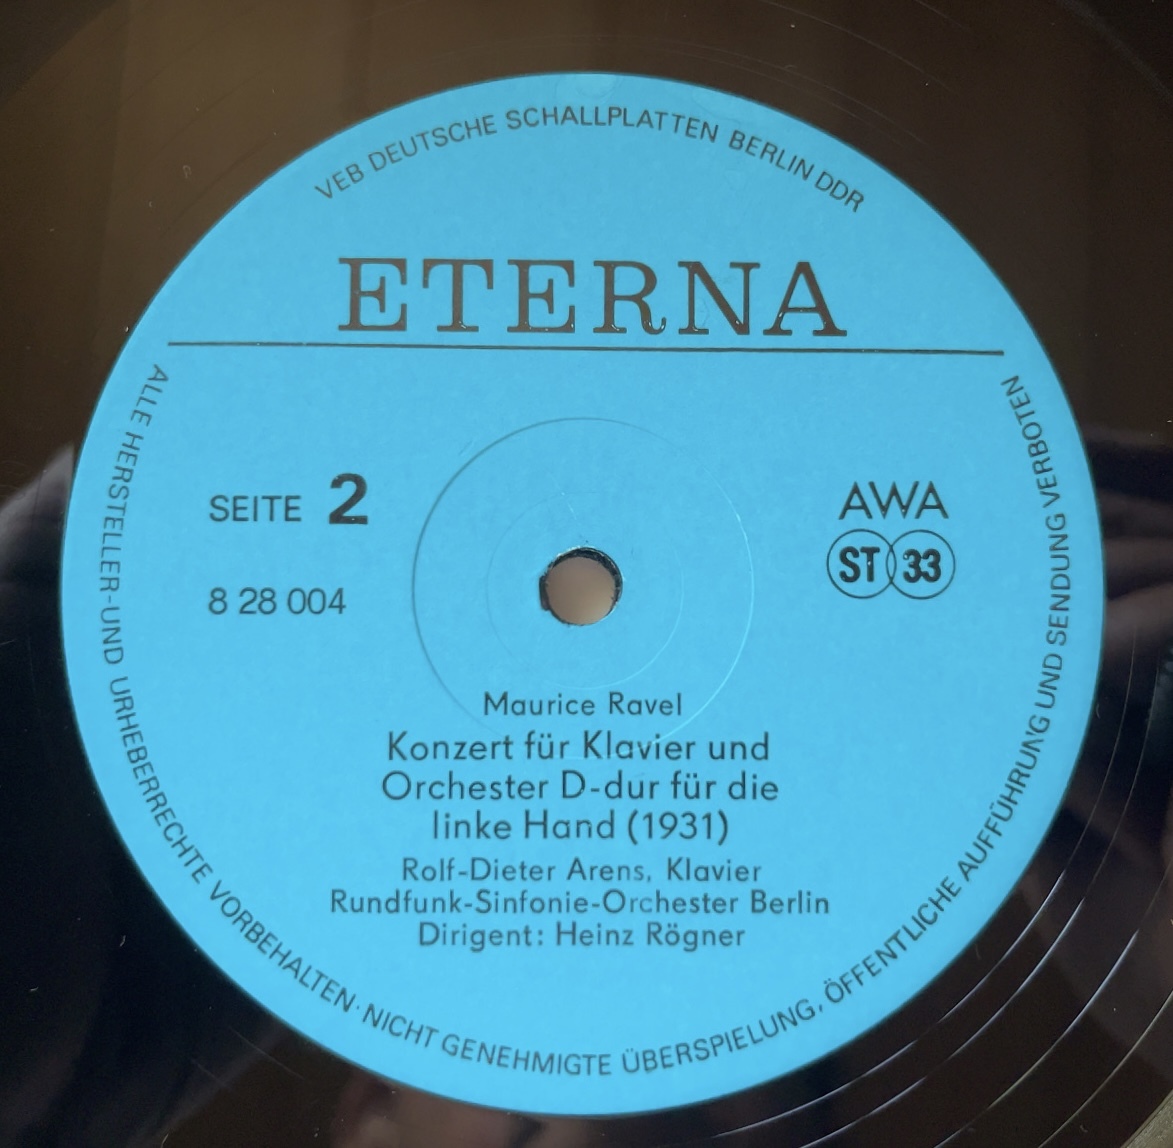 VEB DEUTSCHE SCHALLPLATTEN BERLIN DDR
ETERNA
SEITE 2
8 28 004
AWA
ST 33
Maurice Ravel
Konzert für Klavier und
Orchester D-dur für die
linke Hand (1931)
Rolf-Dieter Arens, Klavier
Rundfunk-Sinfonie-Orchester Berlin
Dirigent: Heinz Rögner
ALLE HERSTELLER-UND URHEBERRECHTE VORBEHALTEN· NICHT GENEHMIGTE ÜBERSPIELUNG, ÖFFENTLICHE AUFFÜHRUNG UND SENDUNG VERBOTEN